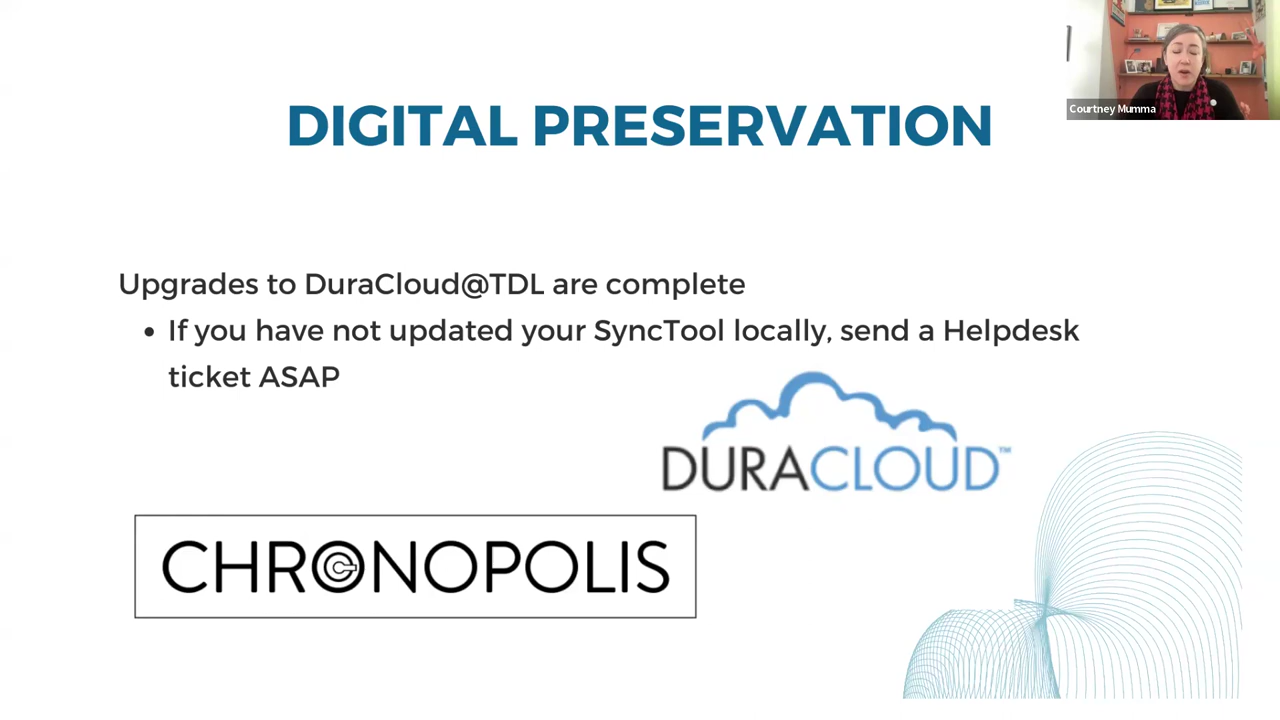 DIGITAL PRESERVATION
Courtney Mumma
Upgrades to DuraCloud@TDL are complete
• If you have not updated your SyncTool locally, send a Helpdesk
ticket ASAP
DURACLOUD™
CHRONOPOLIS